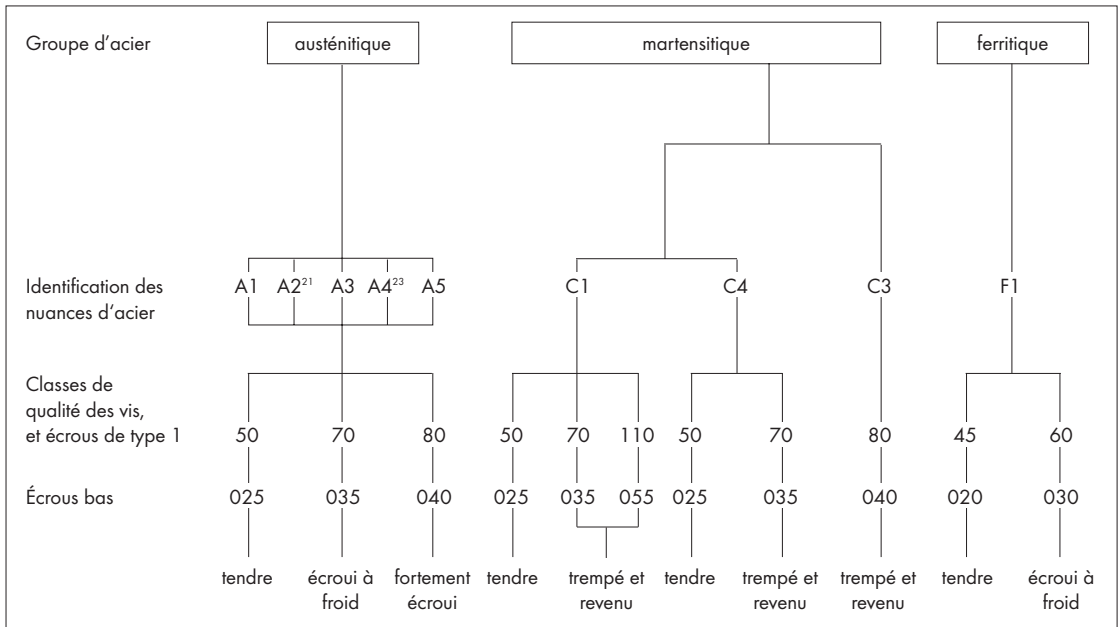 Groupe d'acier austénitique martensitique ferritique
Identification des
nuances d'acier
A1 A2²¹ A3 A4²³ A5 C1 C4 C3 F1
Classes de
qualité des vis,
et écrous de type 1
50 70 80 50 70 110 50 70 80 45 60
Écrous bas 025 035 040 025 035 055 025 035 040 020 030
tendre écroui à fortement tendre trempé et tendre trempé et trempé et tendre écroui à
froid écroui revenu revenu revenu froid